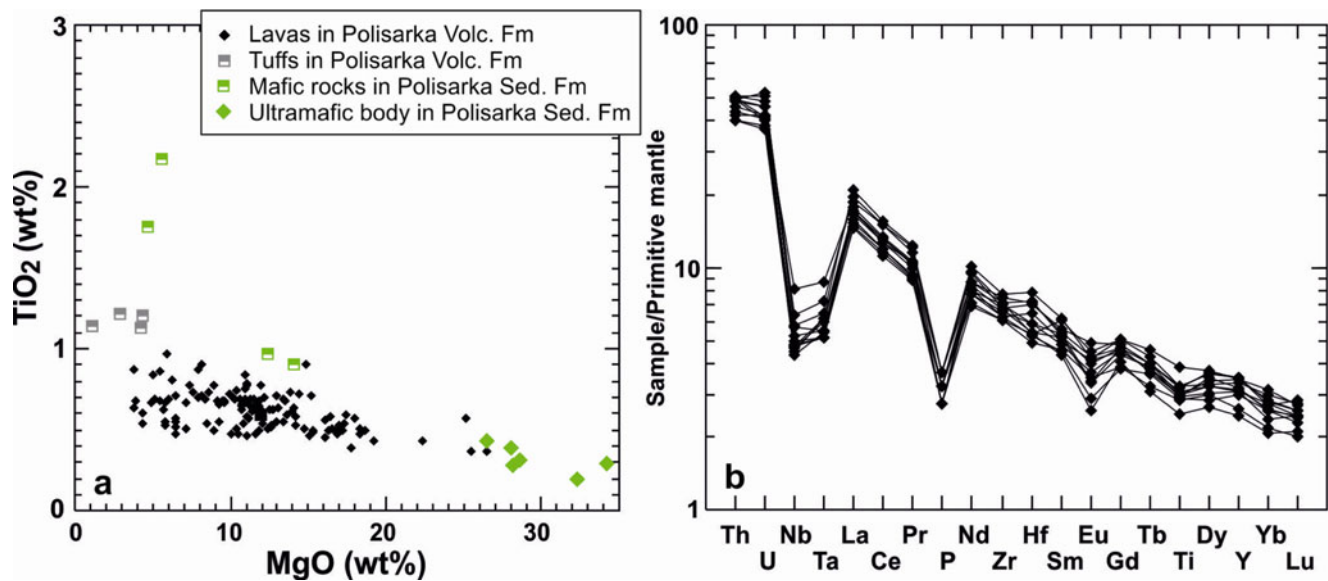 3
2
1
0
TiO2 (wt%)
Lavas in Polisarka Volc. Fm
Tuffs in Polisarka Volc. Fm
Mafic rocks in Polisarka Sed. Fm
Ultramafic body in Polisarka Sed. Fm
a
0 10 20 30
MgO (wt%)
100
10
1
Sample/Primitive mantle
b
Th Nb La Pr Nd Hf Eu Tb Dy Yb
U Ta Ce P Zr Sm Gd Ti Y Lu